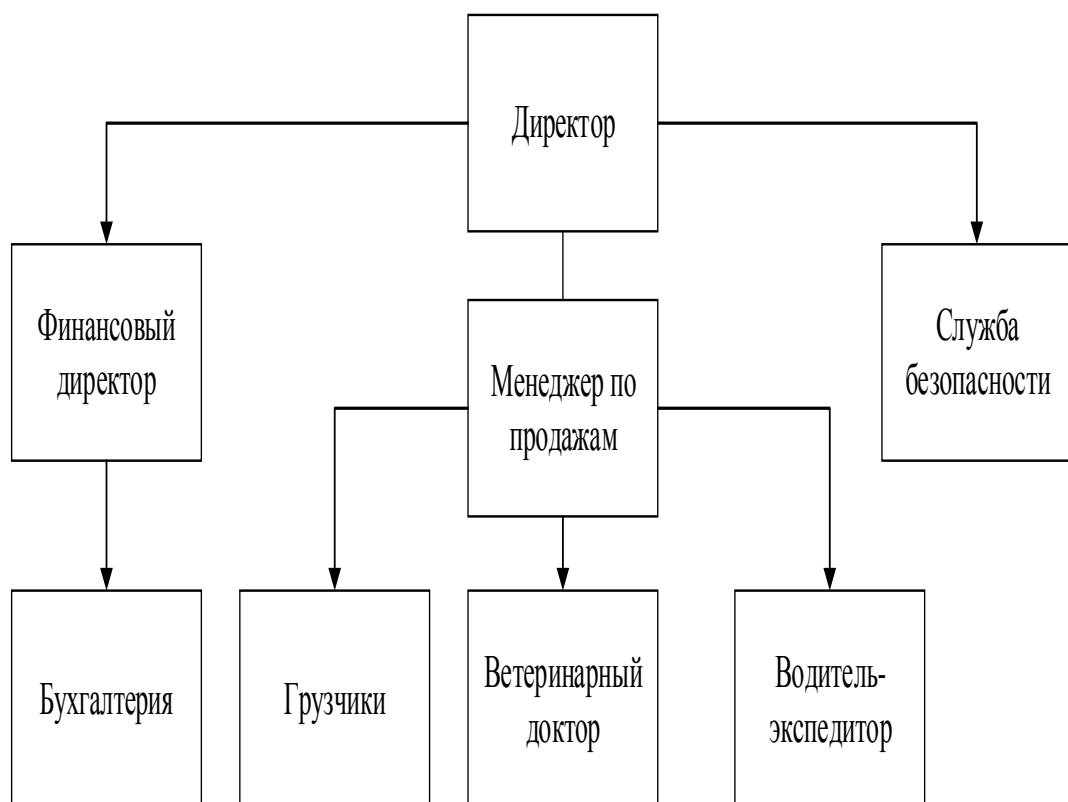 Директор
Финансовый
директор
Менеджер по
продажам
Служба
безопасности
Бухгалтерия
Грузчики
Ветеринарный
доктор
Водитель-
экспедитор